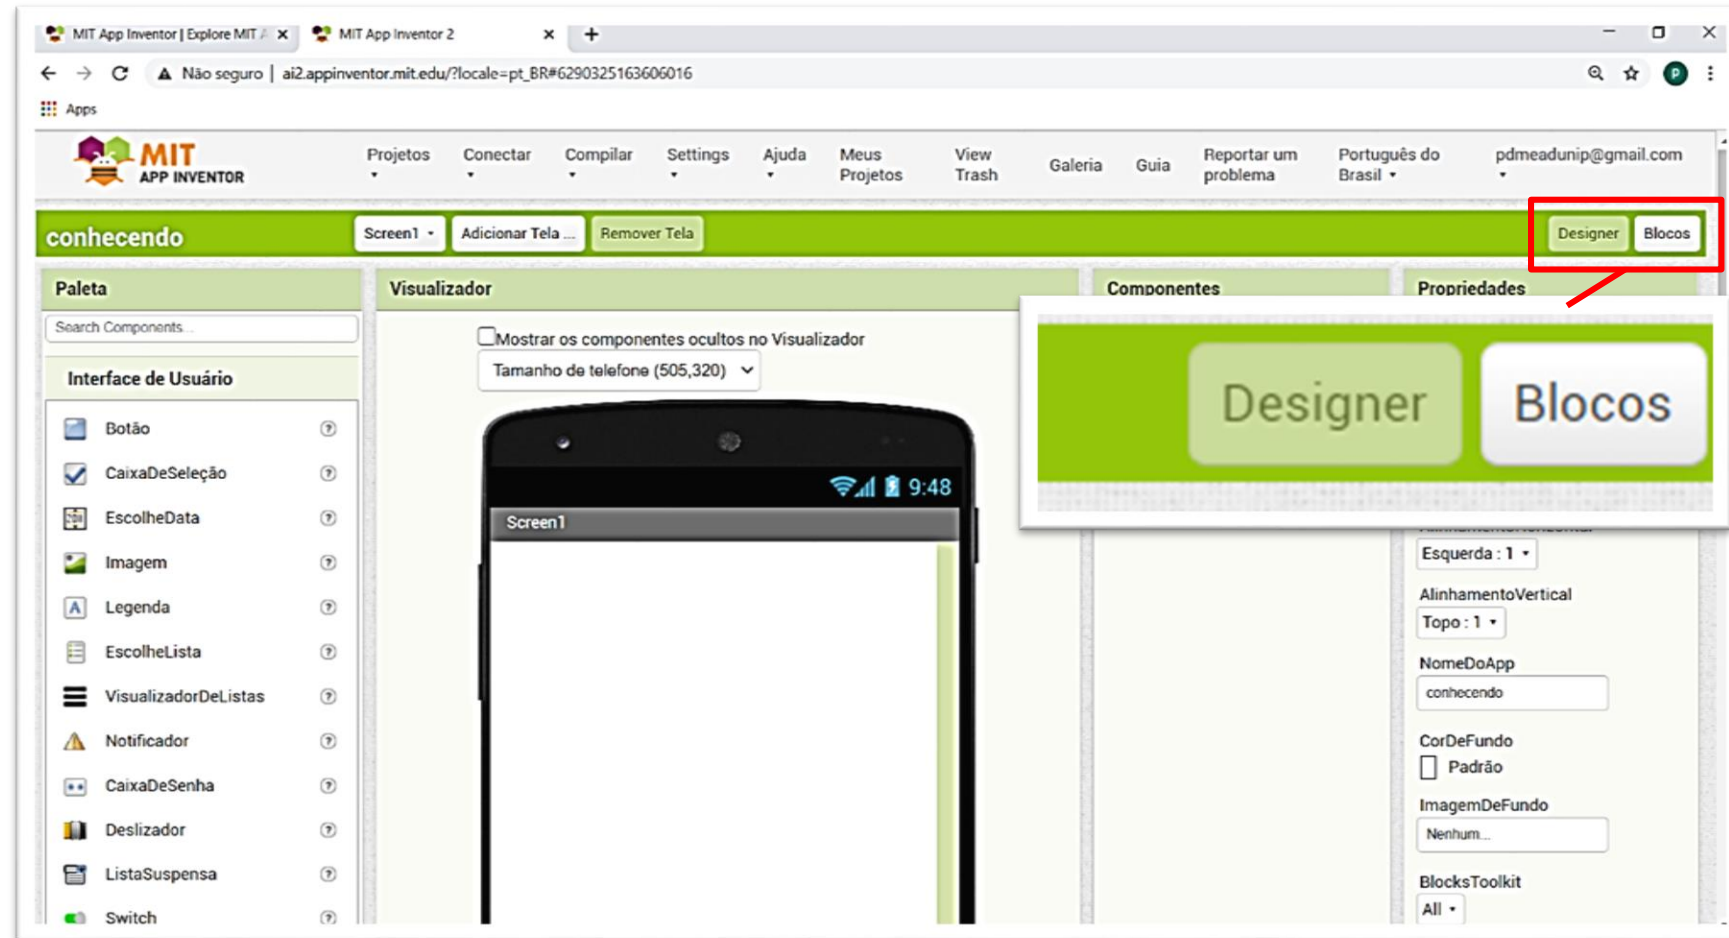 MIT App Inventor | Explore MIT A
MIT App Inventor 2
Não seguro | ai2.appinventor.mit.edu/?locale=pt_BR#6290325163606016
P
Apps
MIT
APP INVENTOR
Projetos
Conectar
Compilar
Settings
Ajuda
Meus
Projetos
View
Trash
Galeria
Guia
Reportar um
problema
Português do
Brasil
pdmeadunip@gmail.com
conhecendo
Screen1
Adicionar Tela ...
Remover Tela
Designer
Blocos
Paleta
Visualizador
Componentes
Propriedades
Search Components...
Mostrar os componentes ocultos no Visualizador
Tamanho de telefone (505,320)
Designer
Blocos
Interface de Usuário
Botão
CaixaDeSeleção
EscolheData
Imagem
Legenda
EscolheLista
VisualizadorDeListas
Notificador
CaixaDeSenha
Deslizador
ListaSuspensa
Switch
9:48
Screen1
Esquerda : 1
AlinhamentoVertical
Topo : 1
NomeDoApp
conhecendo
CorDeFundo
Padrão
ImagemDeFundo
Nenhum...
BlocksToolkit
All